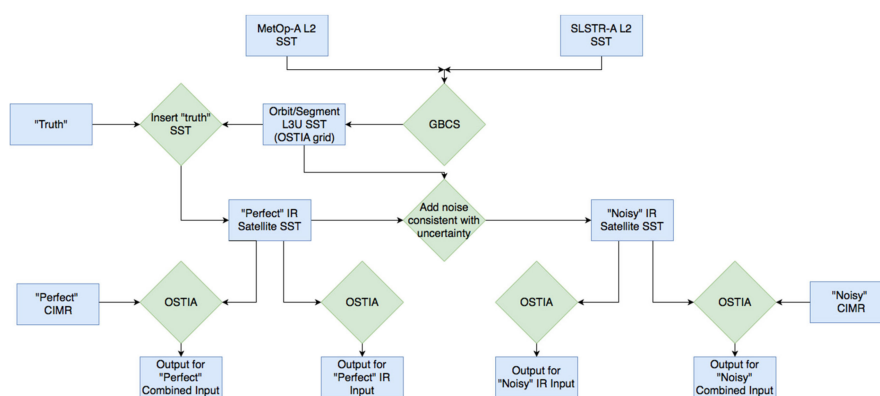 MetOp-A L2
SST
SLSTR-A L2
SST
"Truth"
Insert "truth"
SST
Orbit/Segment
L3U SST
(OSTIA grid)
GBCS
"Perfect" IR
Satellite SST
Add noise
consistent with
uncertainty
"Noisy" IR
Satellite SST
"Perfect"
CIMR
OSTIA
OSTIA
OSTIA
OSTIA
"Noisy"
CIMR
Output for
"Perfect"
Combined Input
Output for
"Perfect" IR
Input
Output for
"Noisy" IR Input
Output for
"Noisy"
Combined Input